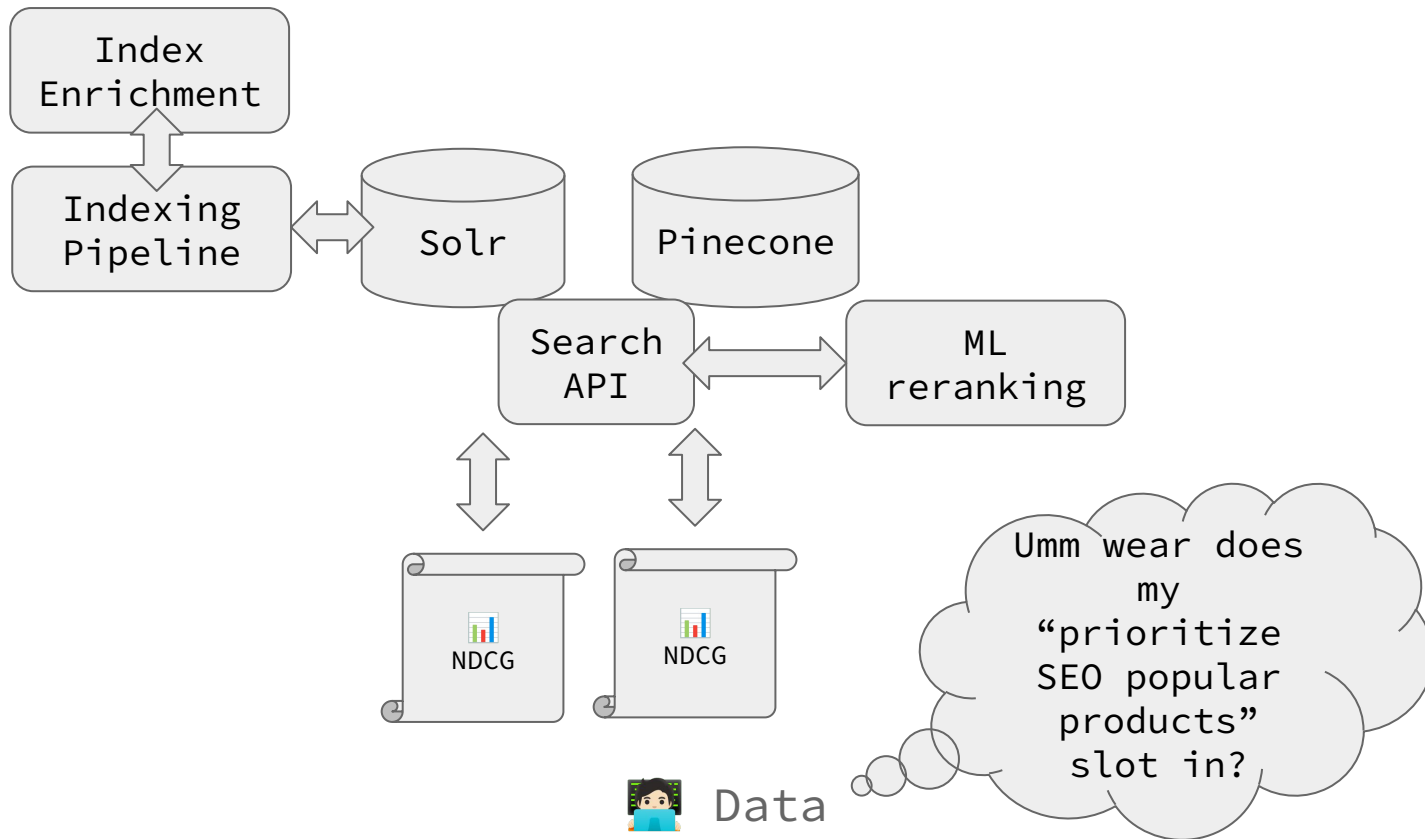 Index
Enrichment
Indexing
Pipeline
Solr
Pinecone
Search
API
ML
reranking
📊
NDCG
📊
NDCG
Umm wear does
my
“prioritize
SEO popular
products”
slot in?
🧑🏻‍💻 Data